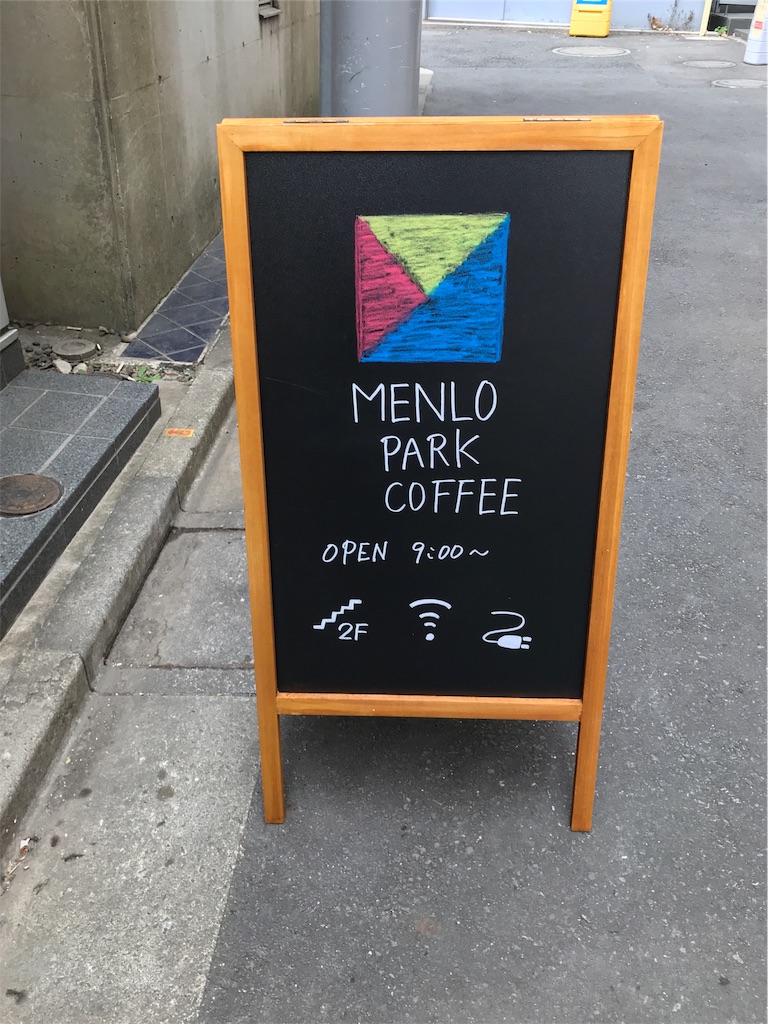 MENLO
PARK
COFFEE
OPEN 9:00~
2F